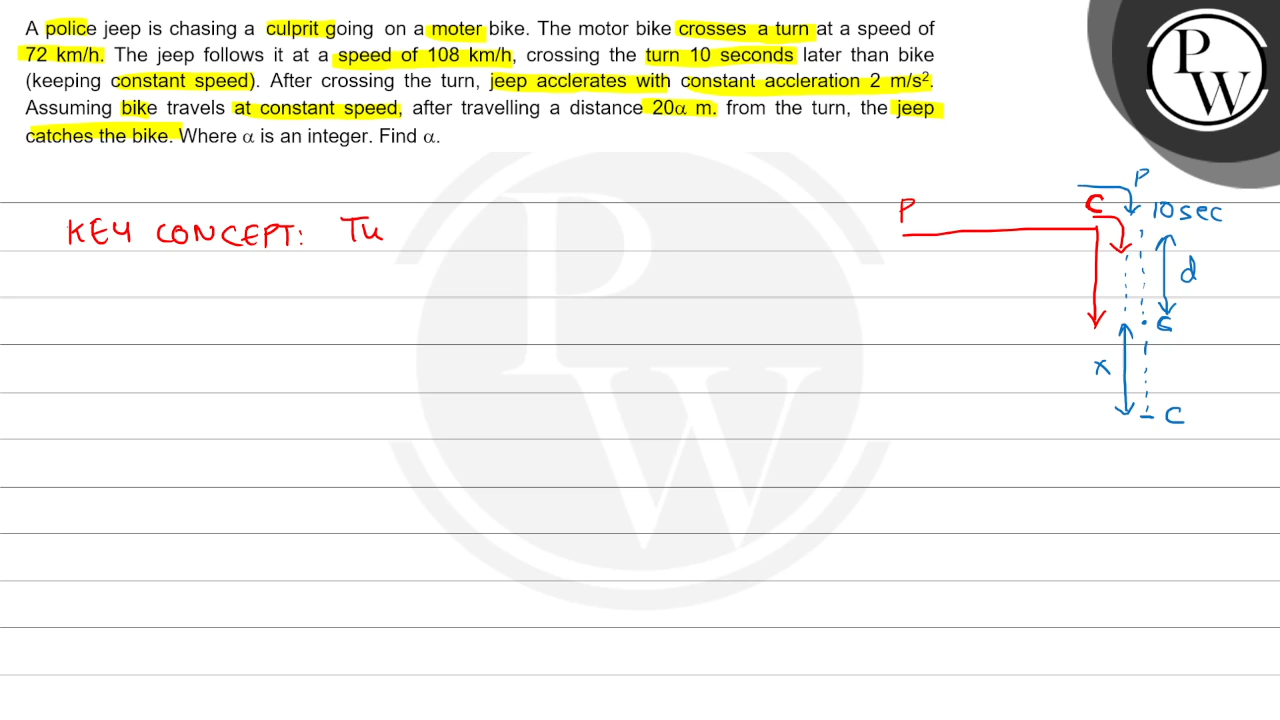 A police jeep is chasing a culprit going on a moter bike. The motor bike crosses a turn at a speed of
72 km/h. The jeep follows it at a speed of 108 km/h, crossing the turn 10 seconds later than bike
(keeping constant speed). After crossing the turn, jeep acclerates with constant accleration 2 m/s².
Assuming bike travels at constant speed, after travelling a distance 20α m. from the turn, the jeep
catches the bike. Where α is an integer. Find α.
P
W
KEY CONCEPT: Tu
P
P
C
10 sec
d
C
x
C
P
W